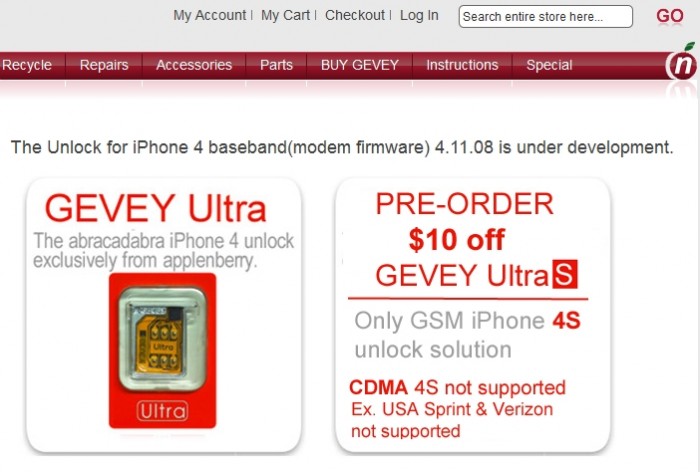 My Account | My Cart | Checkout | Log In Search entire store here... GO
Recycle Repairs Accessories Parts BUY GEVEY Instructions Special n
The Unlock for iPhone 4 baseband(modem firmware) 4.11.08 is under development.
GEVEY Ultra
The abracadabra iPhone 4 unlock
exclusively from applenberry.
Ultra
Ultra
PRE-ORDER
$10 off
GEVEY Ultra S
Only GSM iPhone 4S
unlock solution
CDMA 4S not supported
Ex. USA Sprint & Verizon
not supported